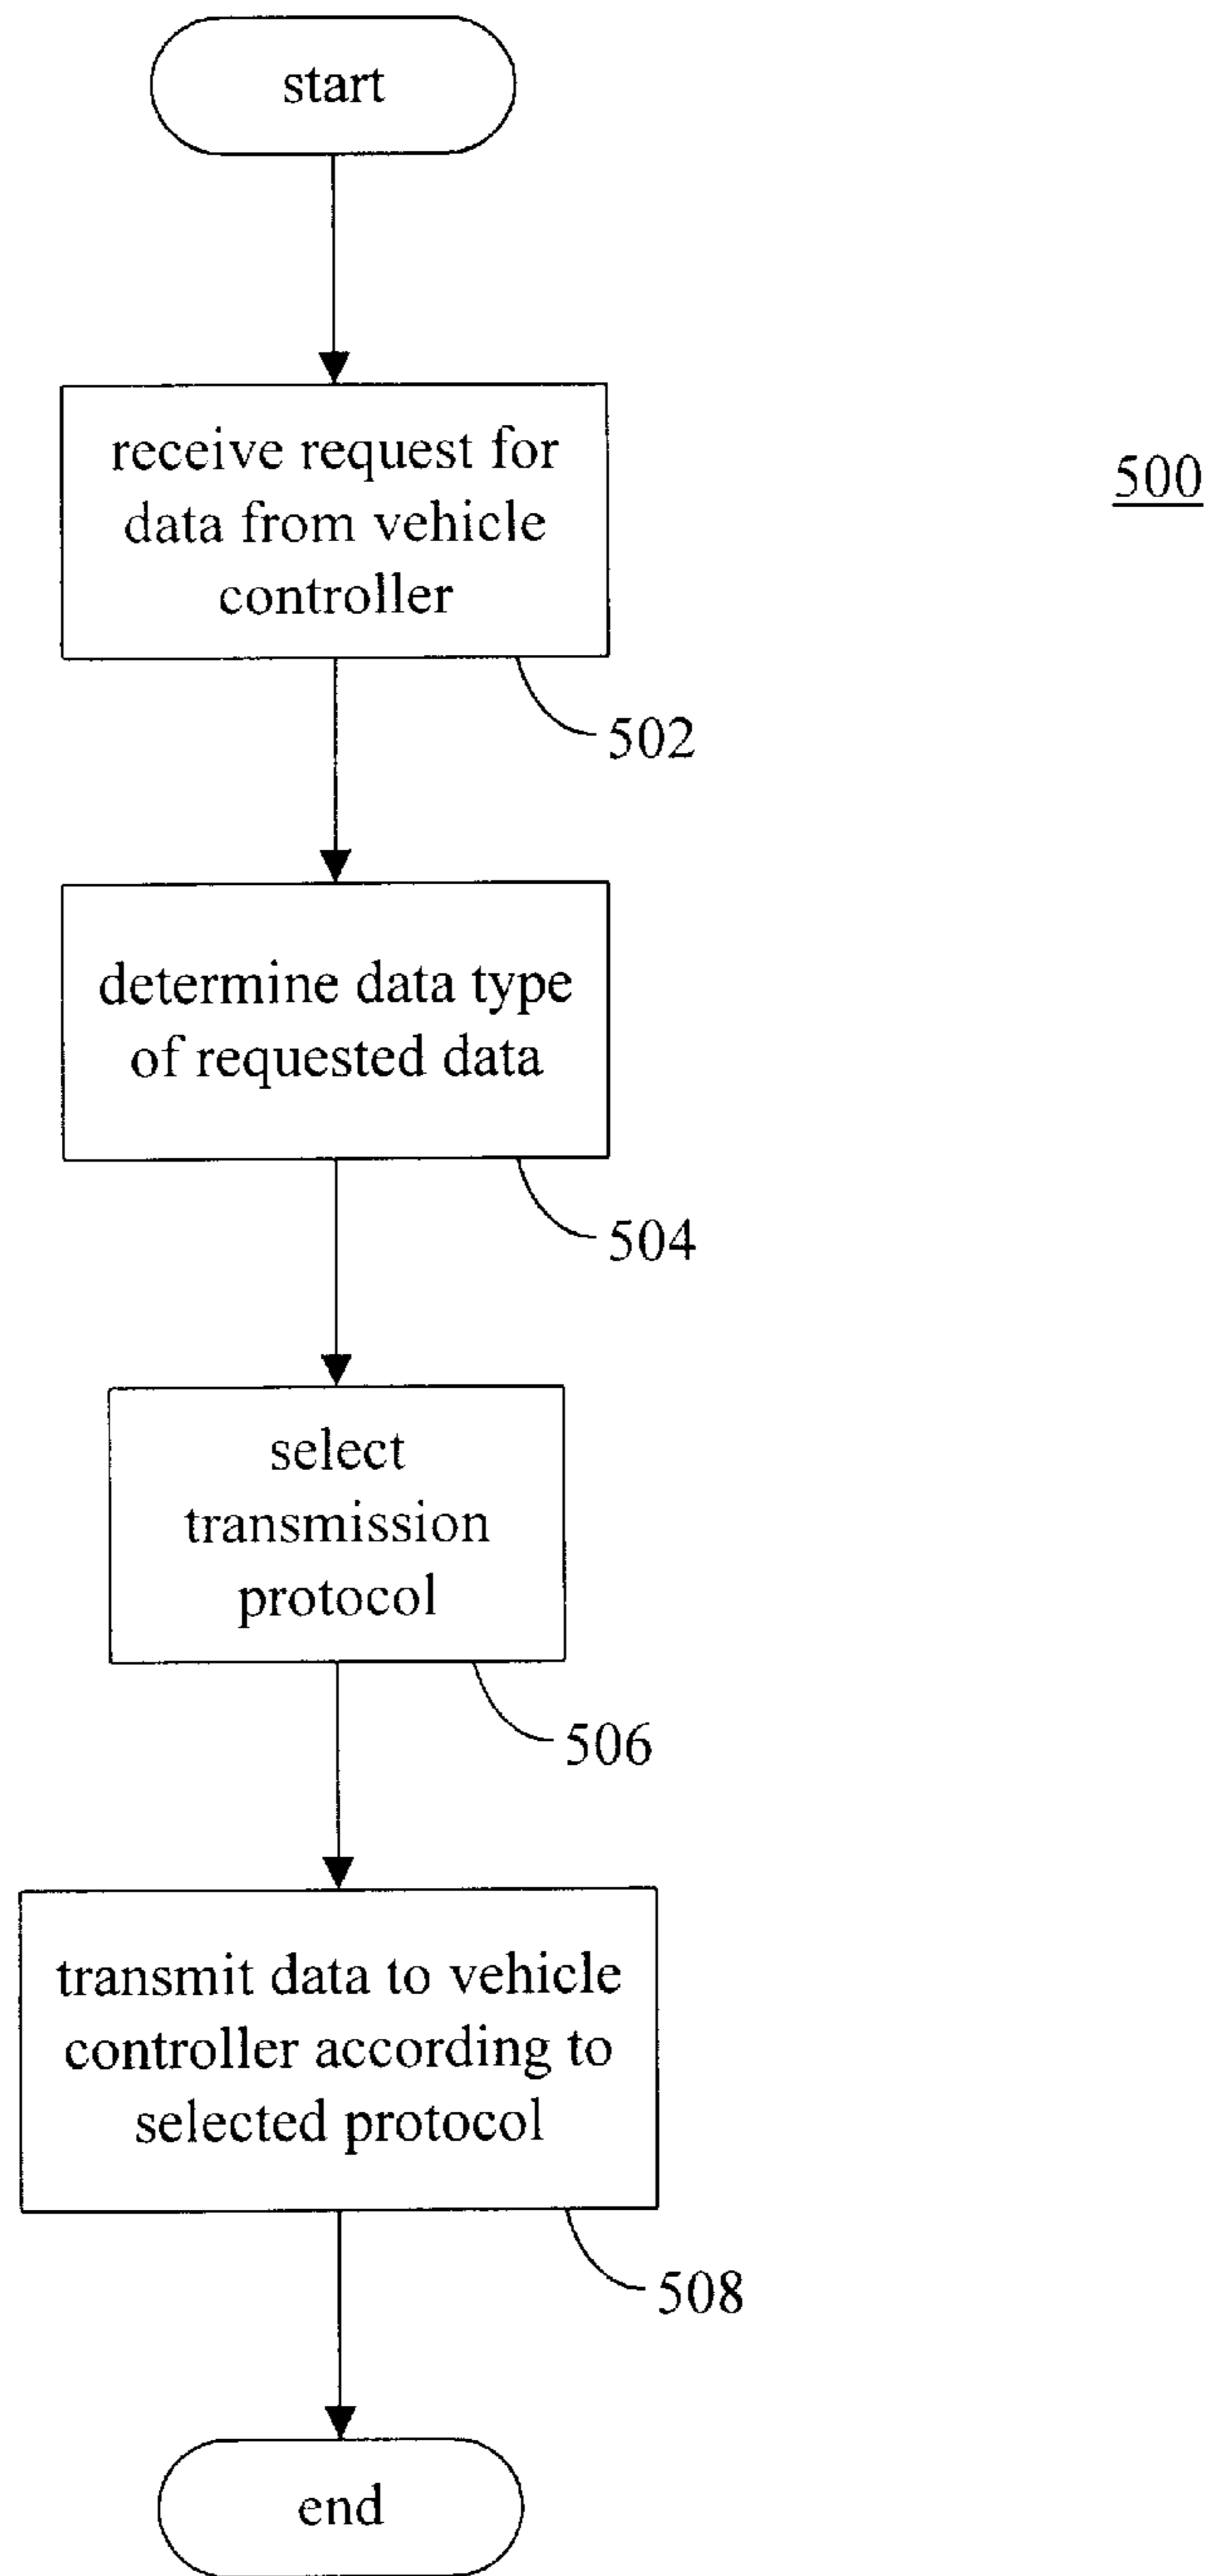 start
receive request for
data from vehicle
controller
500
502
determine data type
of requested data
504
select
transmission
protocol
506
transmit data to vehicle
controller according to
selected protocol
508
end